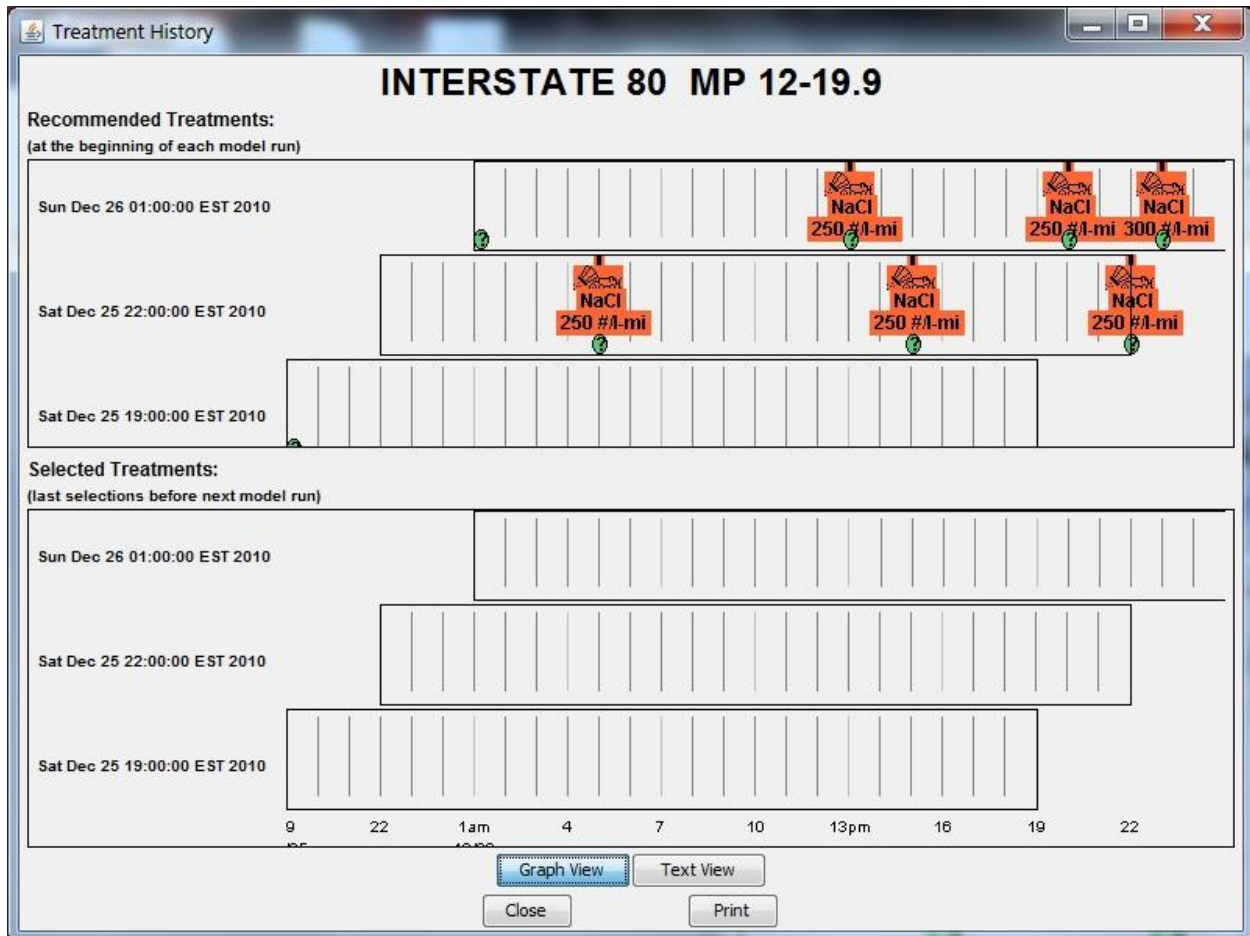 Treatment History
INTERSTATE 80 MP 12-19.9
Recommended Treatments:
(at the beginning of each model run)
Sun Dec 26 01:00:00 EST 2010
NaCl
250 #/l-mi
NaCl
250 #/l-mi
NaCl
300 #/l-mi
Sat Dec 25 22:00:00 EST 2010
NaCl
250 #/l-mi
NaCl
250 #/l-mi
NaCl
250 #/l-mi
Sat Dec 25 19:00:00 EST 2010
Selected Treatments:
(last selections before next model run)
Sun Dec 26 01:00:00 EST 2010
Sat Dec 25 22:00:00 EST 2010
Sat Dec 25 19:00:00 EST 2010
9 22 1am 4 7 10 13pm 16 19 22
Graph View Text View
Close Print